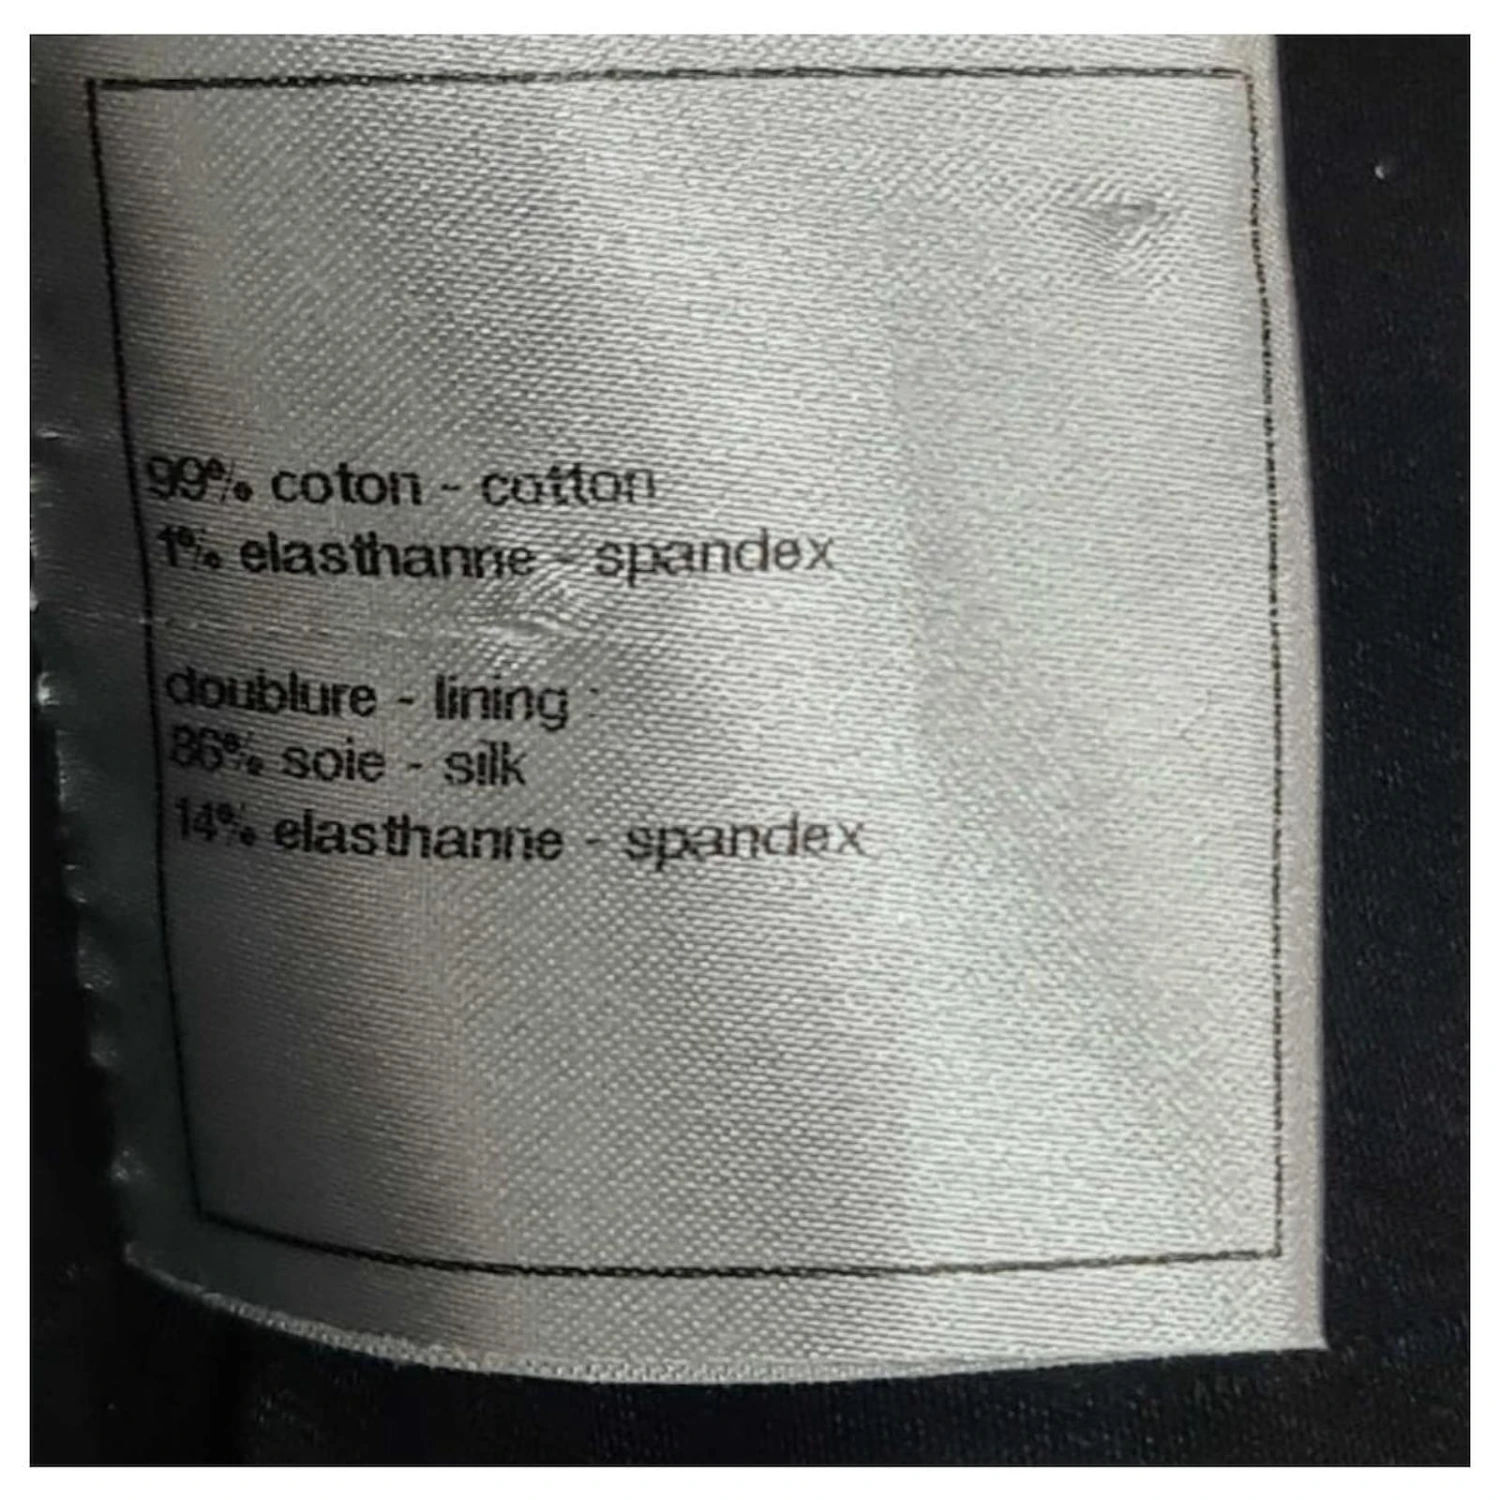 99% coton - cotton
1% elasthanne - spandex
doublure - lining :
86% soie - silk
14% elasthanne - spandex